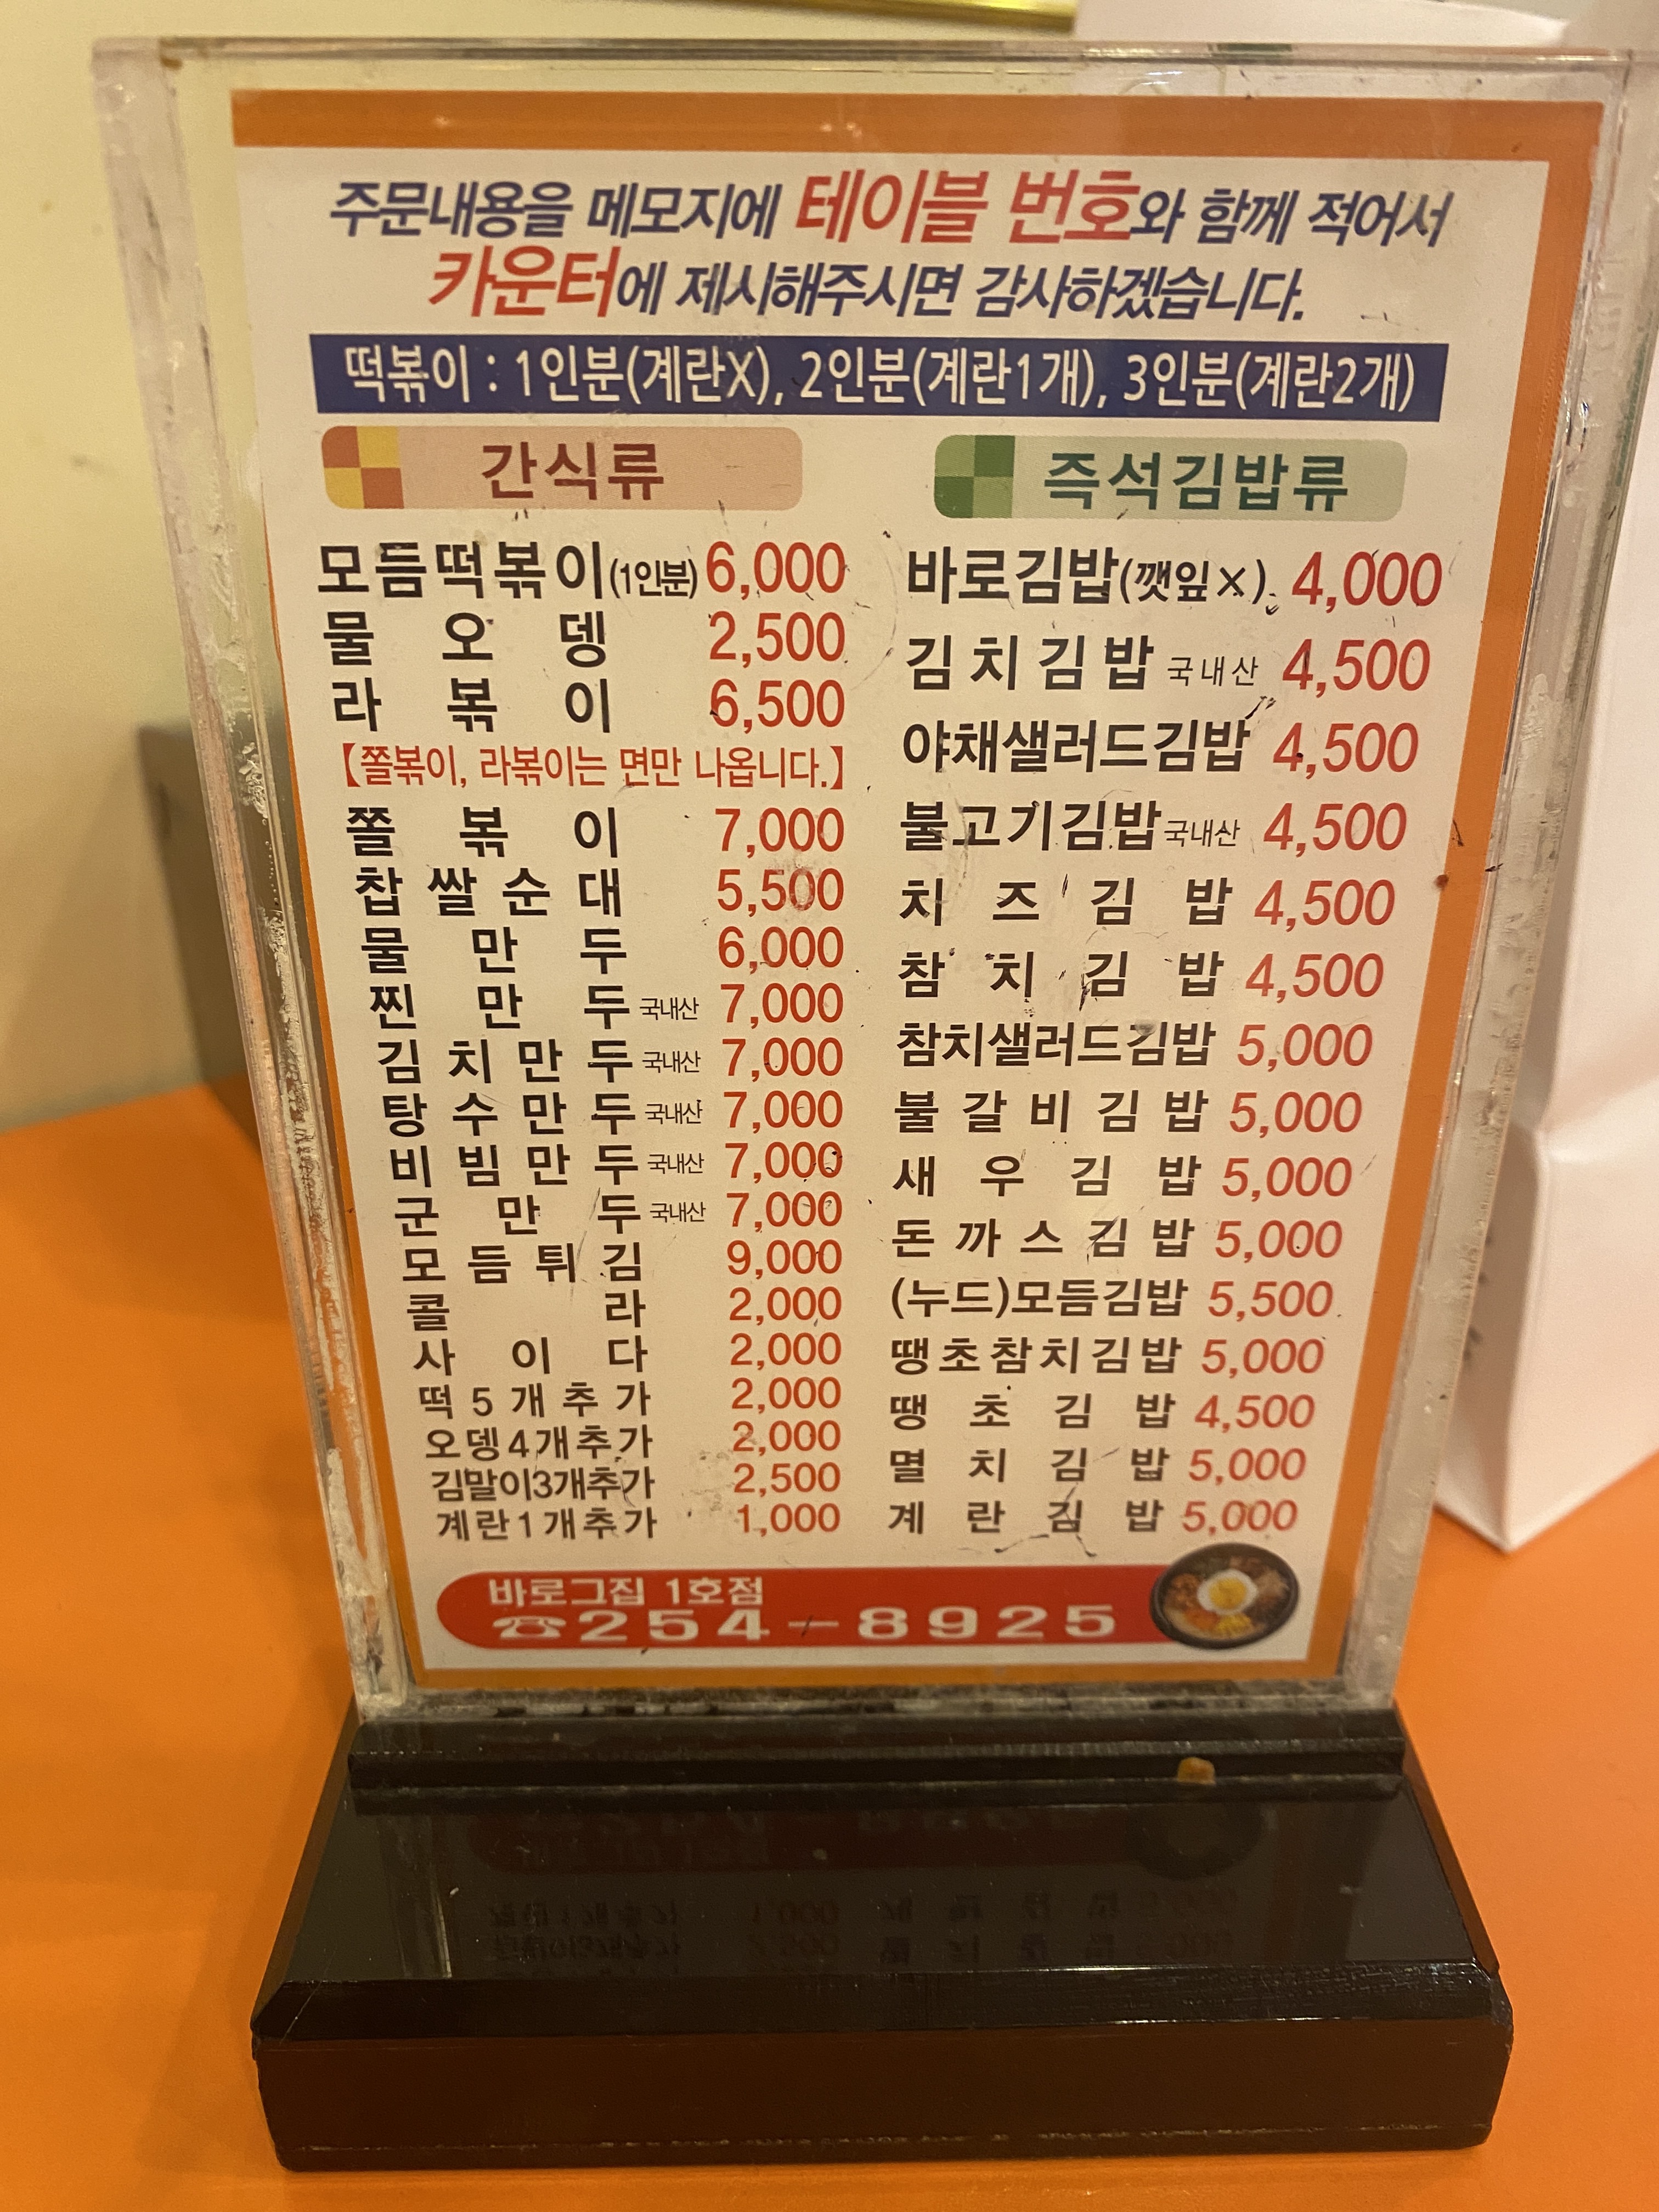 주문내용을 메모지에 테이블 번호와 함께 적어서
카운터에 제시해주시면 감사하겠습니다.
떡볶이 : 1인분(계란X), 2인분(계란1개), 3인분(계란2개)
간식류
모듬떡볶이(1인분) 6,000
물오뎅 2,500
라볶이 6,500
【쫄볶이, 라볶이는 면만 나옵니다.】
쫄볶이 7,000
찹쌀순대 5,500
물만두 6,000
찐만두 국내산 7,000
김치만두 국내산 7,000
탕수만두 국내산 7,000
비빔만두 국내산 7,000
군만두 국내산 7,000
모듬튀김 9,000
콜라 2,000
사이다 2,000
떡5개추가 2,000
오뎅4개추가 2,000
김말이3개추가 2,500
계란1개추가 1,000
즉석김밥류
바로김밥(깻잎×) 4,000
김치김밥 국내산 4,500
야채샐러드김밥 4,500
불고기김밥 국내산 4,500
치즈김밥 4,500
참치김밥 4,500
참치샐러드김밥 5,000
불갈비김밥 5,000
새우김밥 5,000
돈까스김밥 5,000
(누드)모듬김밥 5,500
땡초참치김밥 5,000
땡초김밥 4,500
멸치김밥 5,000
계란김밥 5,000
바로그집 1호점
☎254-8925